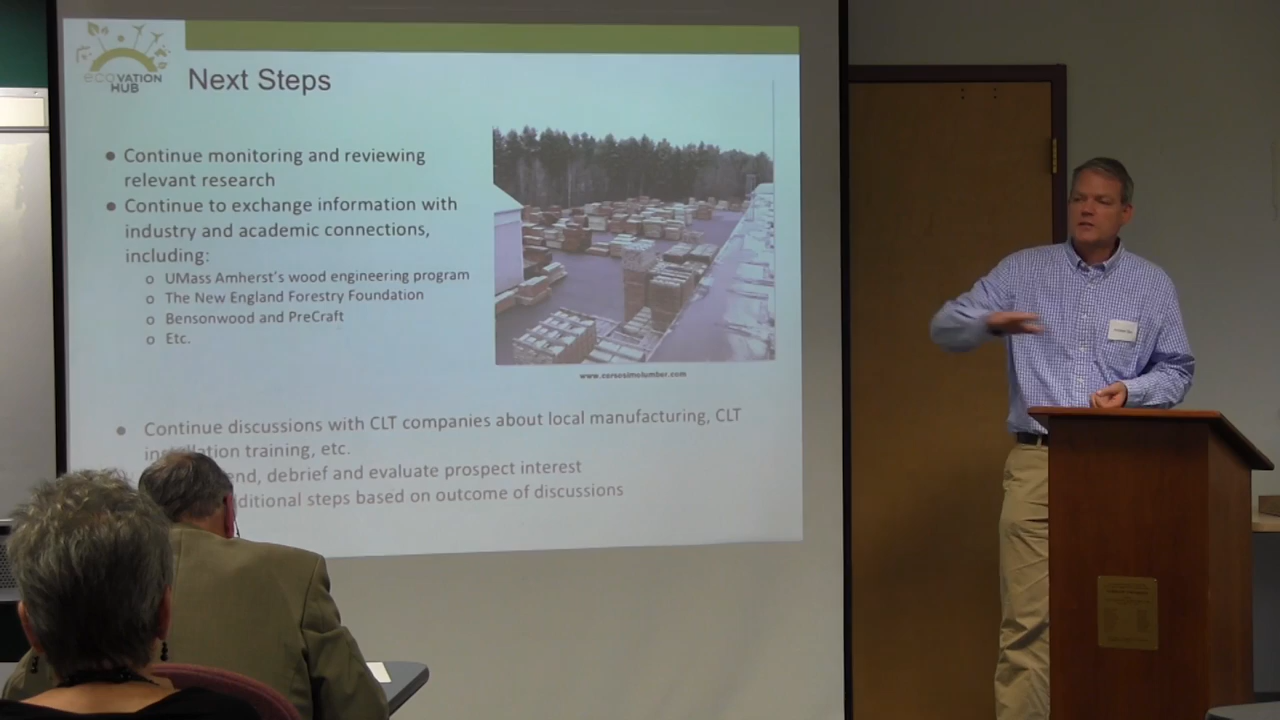 ecoVATION
HUB
Next Steps
● Continue monitoring and reviewing
relevant research
● Continue to exchange information with
industry and academic connections,
including:
o UMass Amherst's wood engineering program
o The New England Forestry Foundation
o Bensonwood and PreCraft
o Etc.
www.cersosimolumber.com
● Continue discussions with CLT companies about local manufacturing, CLT
installation training, etc.
end, debrief and evaluate prospect interest
ditional steps based on outcome of discussions